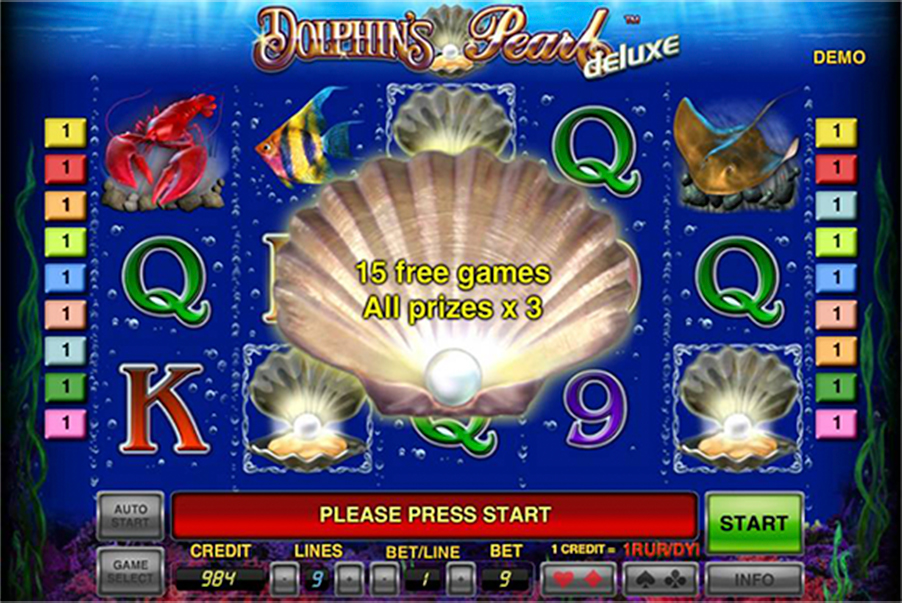 DOLPHIN'S Pearl™
deluxe
DEMO
1 1
1 Q 1
1 1
15 free games
1 Q Q 1
All prizes x 3
1 1
1 1
1 1
K 9
1 Q 1
1 1
AUTO START
PLEASE PRESS START
START
CREDIT LINES BET/LINE BET 1 CREDIT =
GAME SELECT
984 - 9 + - 1 + 9
INFO